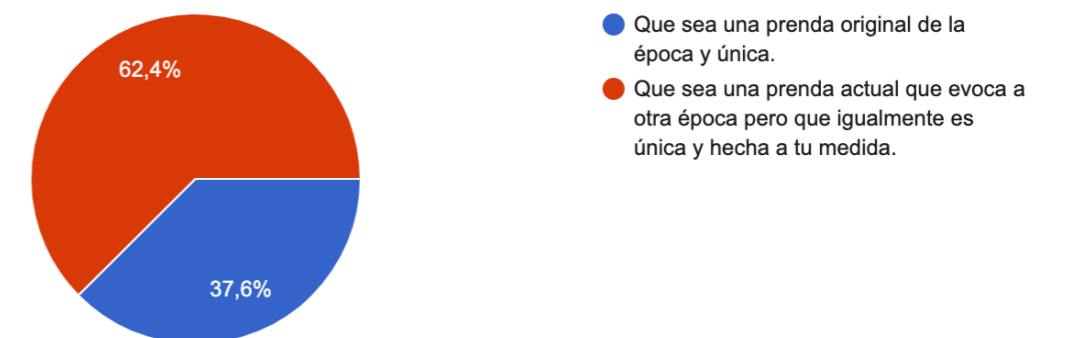 62,4%
37,6%
Que sea una prenda original de la
época y única.
Que sea una prenda actual que evoca a
otra época pero que igualmente es
única y hecha a tu medida.